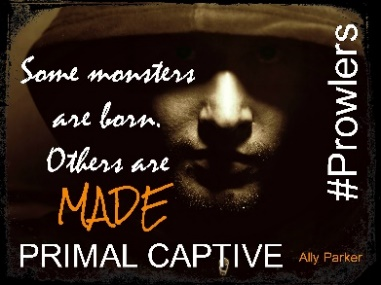 Some monsters
are born.
Others are
MADE
PRIMAL CAPTIVE
Ally Parker
#Prowlers